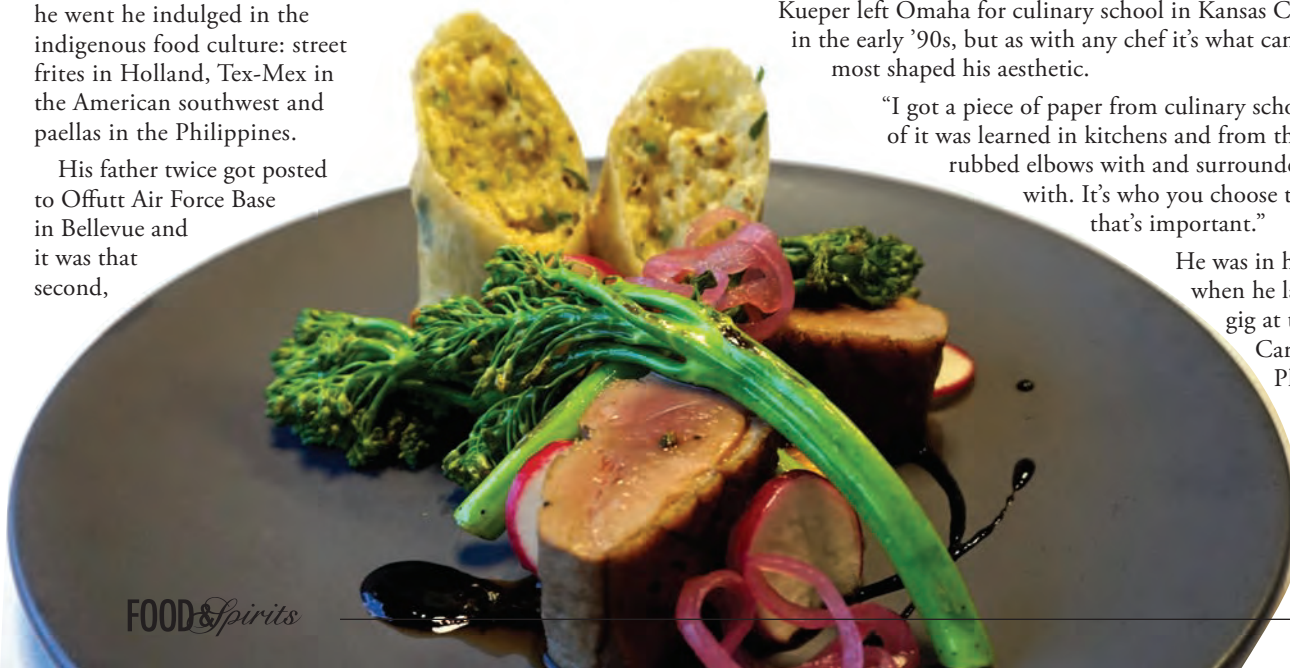 he went he indulged in the
indigenous food culture: street
frites in Holland, Tex-Mex in
the American southwest and
paellas in the Philippines.
His father twice got posted
to Offutt Air Force Base
in Bellevue and
it was that
second,
Kueper left Omaha for culinary school in Kansas C
in the early ’90s, but as with any chef it’s what
most shaped his aesthetic.
“I got a piece of paper from culinary
of it was learned in kitchens and from
rubbed elbows with and
with. It’s who you choose
that’s important.”
He was in
when he
gig at
FOOD & Spirits